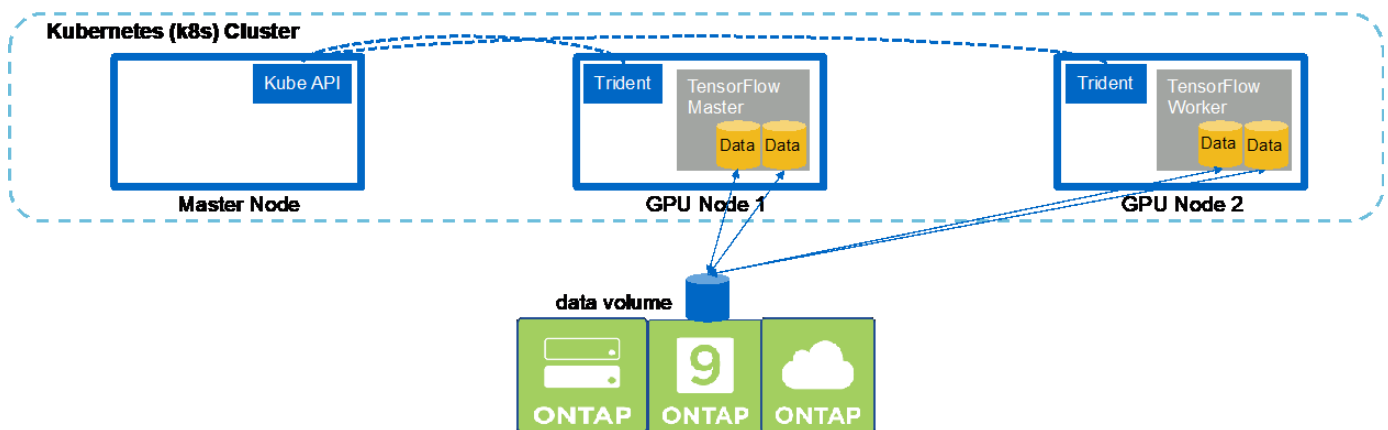 Kubernetes (k8s) Cluster
Kube API
Master Node
Trident
TensorFlow
Master
Data
Data
GPU Node 1
Trident
TensorFlow
Worker
Data
Data
GPU Node 2
data volume
ONTAP
9
ONTAP
ONTAP